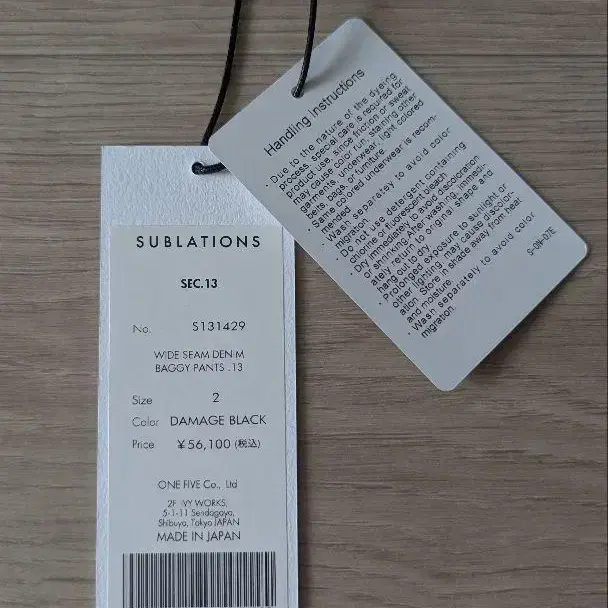 SUBLATIONS
SEC.13
No. S131429
WIDE SEAM DENIM
BAGGY PANTS .13
Size 2
Color DAMAGE BLACK
Price ¥56,100 (税込)
ONE FIVE Co., Ltd
2F. IVY WORKS,
5-1-11 Sendagaya,
Shibuya, Tokyo JAPAN
MADE IN JAPAN
Handling instructions
· Due to the nature of the dyeing
process, special care is required for
product use, since friction or sweat
may cause color run, staining other
garments, underwear, light colored
belts, bags, or furniture.
· Same colored underwear is recom-
mended
· Wash separately to avoid color
migration.
· Do not use detergent containing
chlorine or fluorescent bleach
· Dry immediately to avoid discoloration
or shrinking.After washing, immedi-
ately return to original shape and
hang out to dry
· Prolonged exposure to sunlight or
other lighting may cause discolor-
ation. Store in shade away from heat
and moisture
· Wash separately to avoid color
migration.